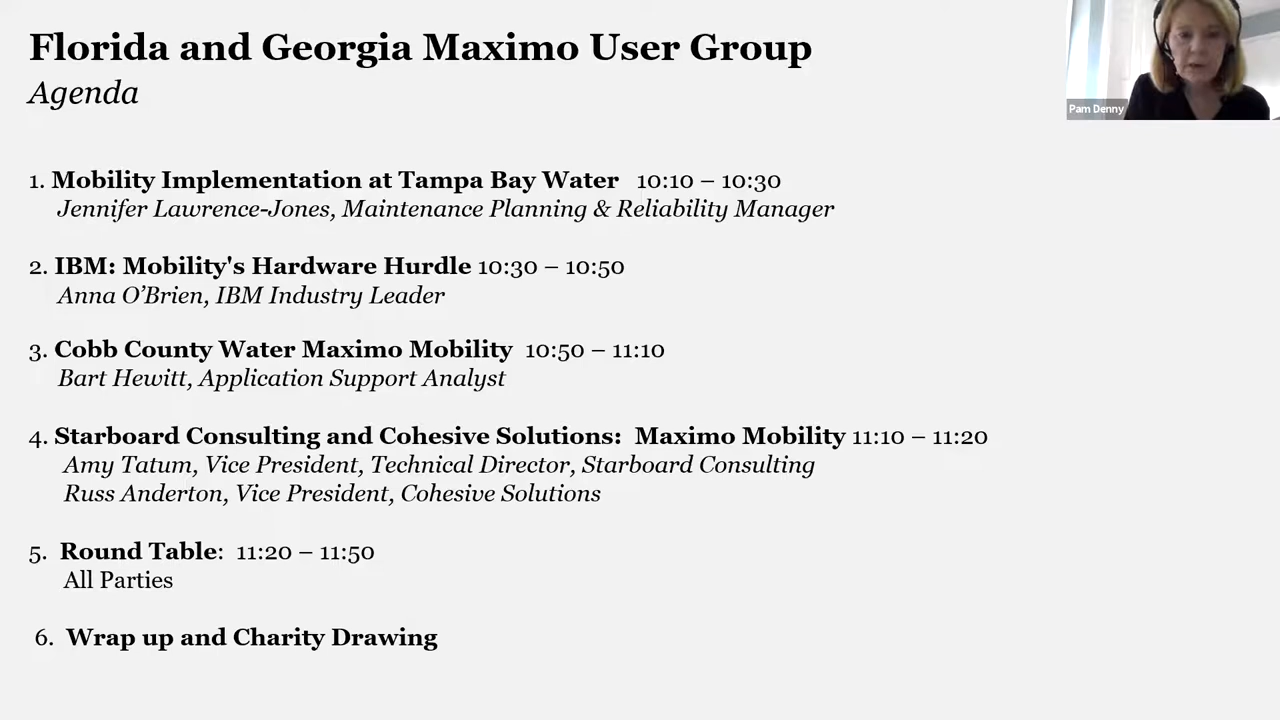 Florida and Georgia Maximo User Group
Agenda
Pam Denny
1. Mobility Implementation at Tampa Bay Water 10:10 – 10:30
Jennifer Lawrence-Jones, Maintenance Planning & Reliability Manager
2. IBM: Mobility's Hardware Hurdle 10:30 – 10:50
Anna O’Brien, IBM Industry Leader
3. Cobb County Water Maximo Mobility 10:50 – 11:10
Bart Hewitt, Application Support Analyst
4. Starboard Consulting and Cohesive Solutions: Maximo Mobility 11:10 – 11:20
Amy Tatum, Vice President, Technical Director, Starboard Consulting
Russ Anderton, Vice President, Cohesive Solutions
5. Round Table: 11:20 – 11:50
All Parties
6. Wrap up and Charity Drawing